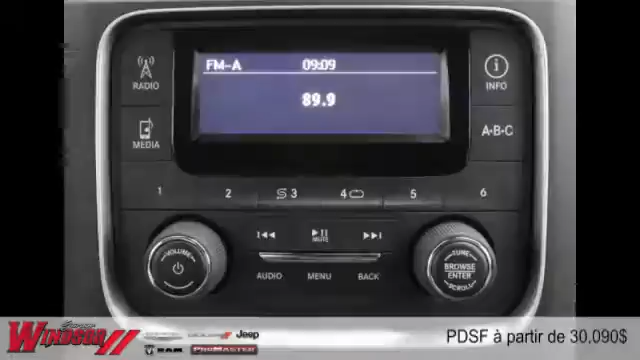 FM-A 09:09
89.9
RADIO
MEDIA
INFO
A•B•C
1 2 3 4 5 6
MUTE
VOLUME
AUDIO MENU BACK
TUNE
BROWSE
ENTER
SCROLL
WINDSOR
Jeep
RAM PROMASTER
PDSF à partir de 30,090$